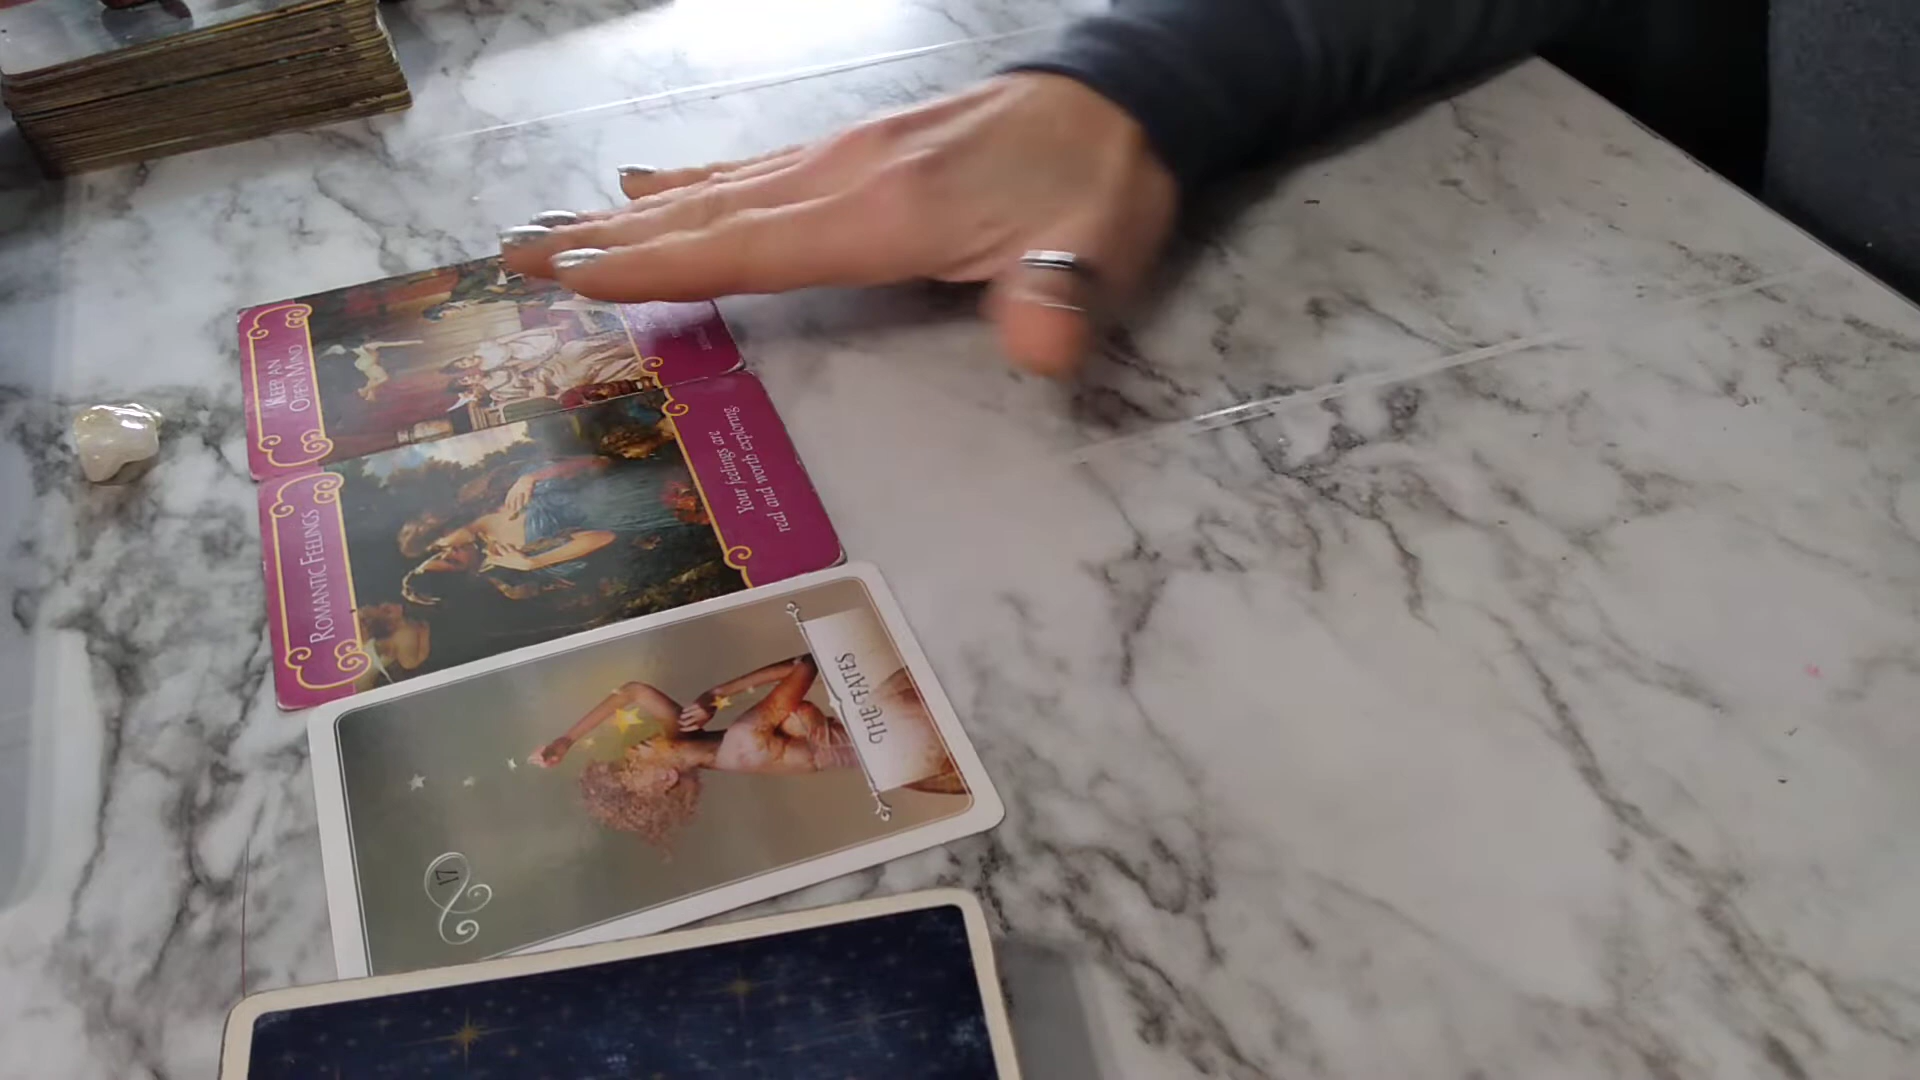 KEEP AN
OPEN MIND
ROMANTIC FEELINGS
Your feelings are
real and worth exploring.
THE FATES
17